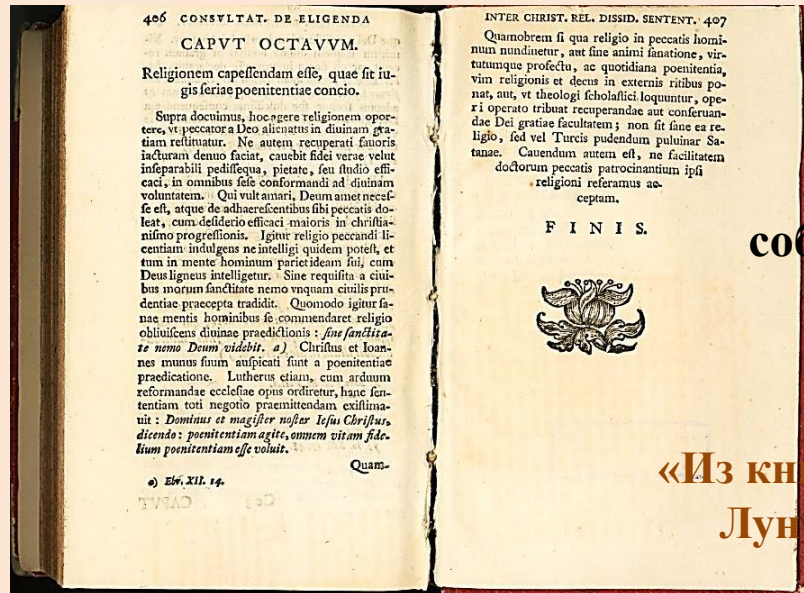 406 CONSVLTAT. DE ELIGENDA
CAPVT OCTAVVM.
Religionem capeſſendam eſſe, quae ſit iu-
gis ſeriae poenitentiae concio.
Supra docuimus, hoc agere religionem opor-
tere, vt peccator a Deo alienatus in diuinam gra-
tiam reſtituatur. Ne autem recuperati fauoris
iacturam denuo faciat, cauebit fidei verae velut
inſeparabili pediſſequa, pietate, ſeu ſtudio effi-
caci, in omnibus ſeſe conformandi ad diuinam
voluntatem. Qui vult amari, Deum amet neceſ-
ſe eſt, atque de adhaereſcentibus ſibi peccatis do-
leat, cum deſiderio efficaci maioris in chriſtia-
niſmo progreſſionis. Igitur religio peccandi li-
centiam indulgens ne intelligi quidem poteſt, et
tum in mente hominum pariet ideam ſui, cum
Deus ligneus intelligetur. Sine requiſita a ciui-
bus morum ſanctitate nemo vnquam ciuilis pru-
dentiae praecepta tradidit. Quomodo igitur ſa-
nae mentis hominibus ſe commendaret religio
obliuiſcens diuinae praedictionis : ſine ſanctita-
te nemo Deum videbit. a) Chriſtus et Ioan-
nes munus ſuum auſpicati ſunt a poenitentiae
praedicatione. Lutherus etiam, cum arduum
reformandae eccleſiae opus ordiretur, hanc ſen-
tentiam toti negotio praemittendam exiſtima-
uit : Dominus et magiſter noſter Ieſus Chriſtus,
dicendo : poenitentiam agite, omnem vitam fide-
lium poenitentiam eſſe voluit.
Quam-
a) Ebr. XII. 14.
INTER CHRIST. REL. DISSID. SENTENT. 407
Quamobrem ſi qua religio in peccatis homi-
num nundinetur, aut ſine animi ſanatione, vir-
tutumque profectu, ac quotidiana poenitentia,
vim religionis et decus in externis ritibus po-
nat, aut, vt theologi ſcholaſtici loquuntur, ope-
ri operato tribuat recuperandae aut conſeruan-
dae Dei gratiae facultatem ; non ſit ſane ea re-
ligio, ſed vel Turcis pudendum puluinar Sa-
tanae. Cauendum autem eſt, ne facilitatem
doctorum peccatis patrocinantium ipſi
religioni referamus ac-
ceptam.
FINIS.
соб
«Из кн
Лун